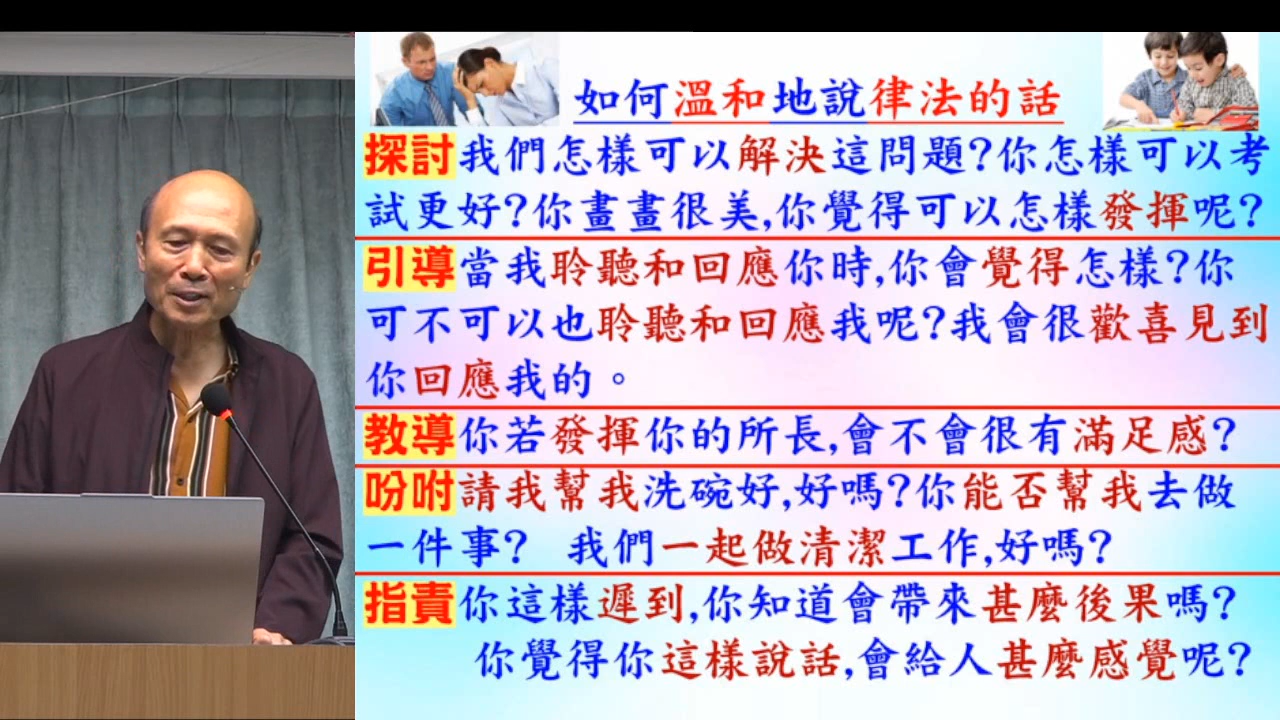 如何溫和地說律法的話
探討我們怎樣可以解決這問題?你怎樣可以考
試更好?你畫畫很美,你覺得可以怎樣發揮呢?
引導當我聆聽和回應你時,你會覺得怎樣?你
可不可以也聆聽和回應我呢?我會很歡喜見到
你回應我的。
教導你若發揮你的所長,會不會很有滿足感?
吩咐請我幫我洗碗好,好嗎?你能否幫我去做
一件事? 我們一起做清潔工作,好嗎?
指責你這樣遲到,你知道會帶來甚麼後果嗎?
你覺得你這樣說話,會給人甚麼感覺呢?